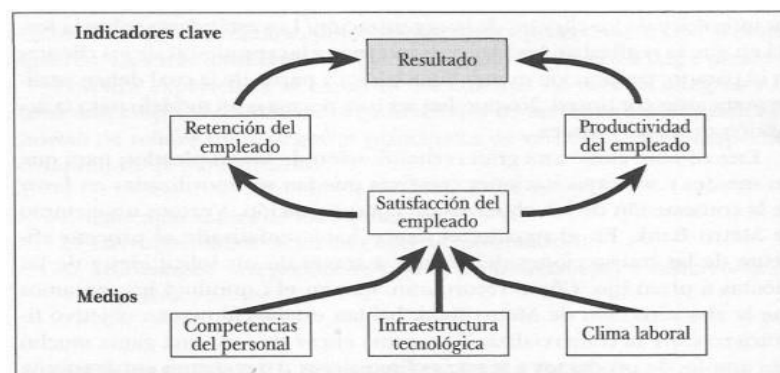 Indicadores clave
Resultado
Retención del
empleado
Productividad
del empleado
Satisfacción del
empleado
Medios
Competencias
del personal
Infraestructura
tecnológica
Clima laboral